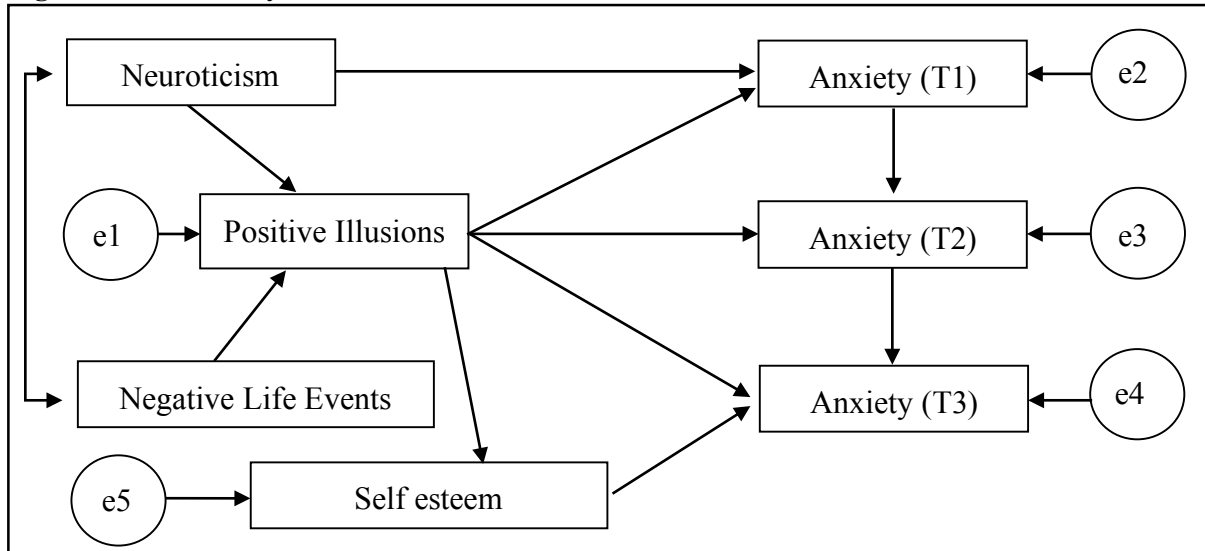 Neuroticism
Anxiety (T1)
e2
e1
Positive Illusions
Anxiety (T2)
e3
Negative Life Events
Anxiety (T3)
e4
e5
Self esteem